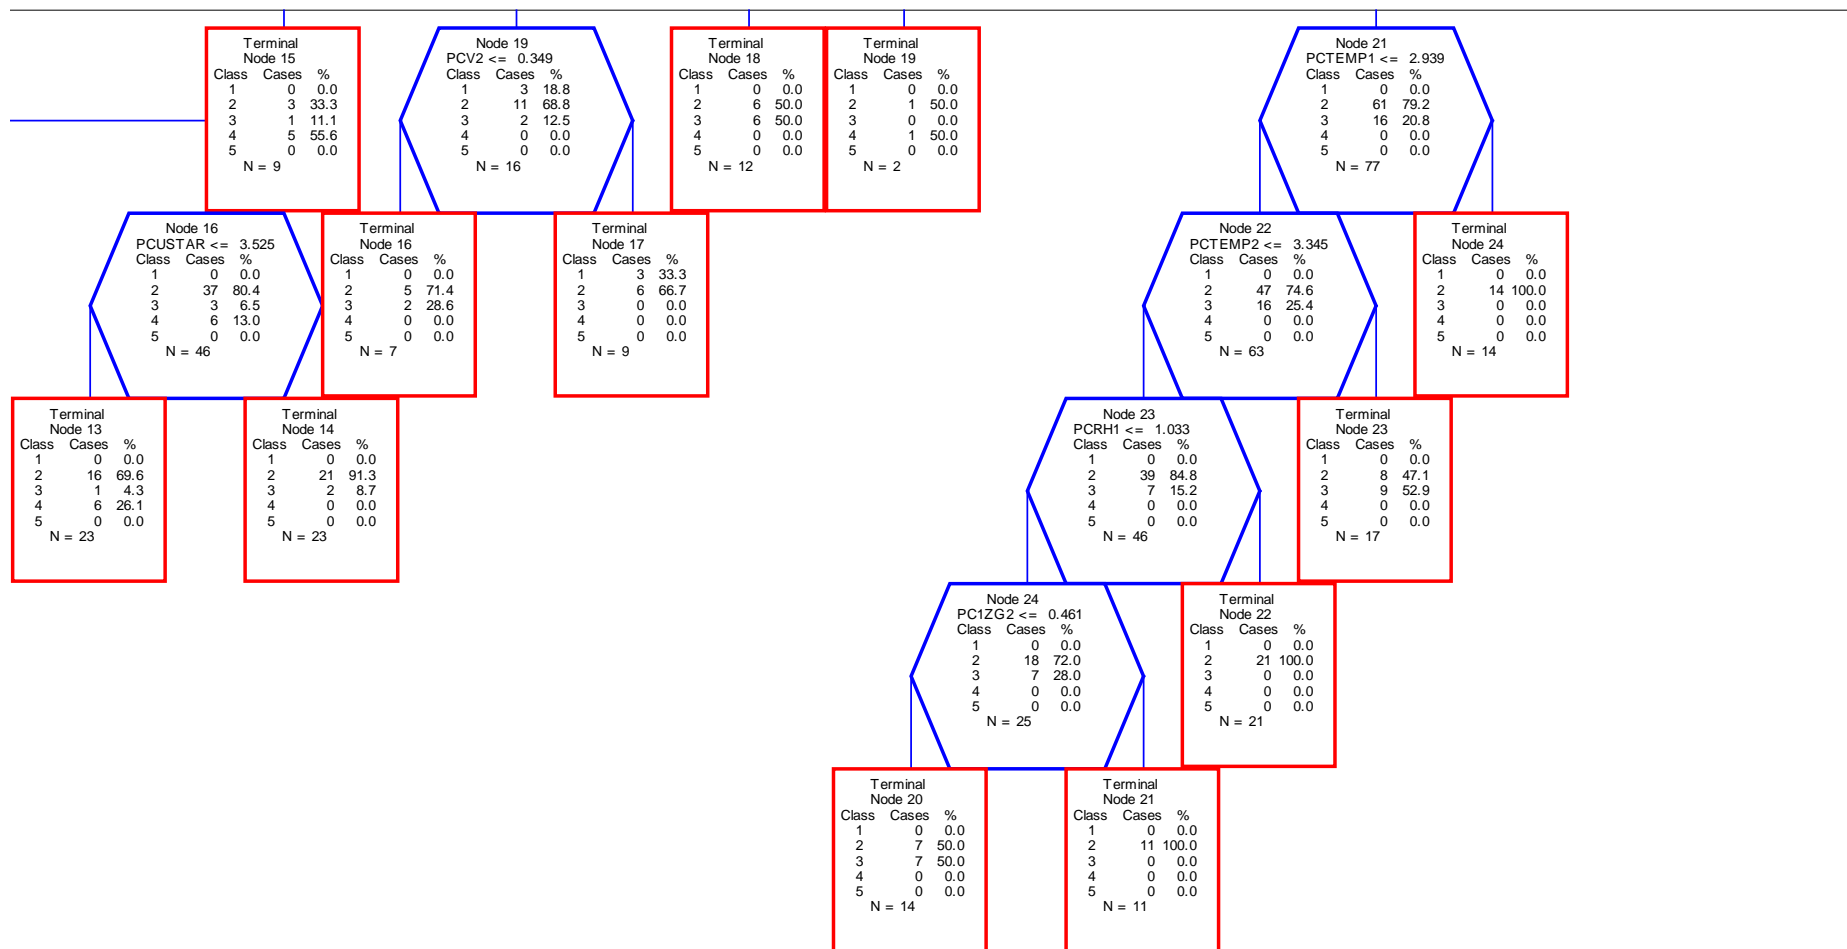 Terminal
Node 15
Class Cases %
1 0 0.0
2 3 33.3
3 1 11.1
4 5 55.6
5 0 0.0
N = 9
Node 19
PCV2 <= 0.349
Class Cases %
1 3 18.8
2 11 68.8
3 2 12.5
4 0 0.0
5 0 0.0
N = 16
Terminal
Node 18
Class Cases %
1 0 0.0
2 6 50.0
3 6 50.0
4 0 0.0
5 0 0.0
N = 12
Terminal
Node 19
Class Cases %
1 0 0.0
2 1 50.0
3 0 0.0
4 1 50.0
5 0 0.0
N = 2
Node 21
PCTEMP1 <= 2.939
Class Cases %
1 0 0.0
2 61 79.2
3 16 20.8
4 0 0.0
5 0 0.0
N = 77
Node 16
PCUSTAR <= 3.525
Class Cases %
1 0 0.0
2 37 80.4
3 3 6.5
4 6 13.0
5 0 0.0
N = 46
Terminal
Node 16
Class Cases %
1 0 0.0
2 5 71.4
3 2 28.6
4 0 0.0
5 0 0.0
N = 7
Terminal
Node 17
Class Cases %
1 3 33.3
2 6 66.7
3 0 0.0
4 0 0.0
5 0 0.0
N = 9
Node 22
PCTEMP2 <= 3.345
Class Cases %
1 0 0.0
2 47 74.6
3 16 25.4
4 0 0.0
5 0 0.0
N = 63
Terminal
Node 24
Class Cases %
1 0 0.0
2 14 100.0
3 0 0.0
4 0 0.0
5 0 0.0
N = 14
Terminal
Node 13
Class Cases %
1 0 0.0
2 16 69.6
3 1 4.3
4 6 26.1
5 0 0.0
N = 23
Terminal
Node 14
Class Cases %
1 0 0.0
2 21 91.3
3 2 8.7
4 0 0.0
5 0 0.0
N = 23
Node 23
PCRH1 <= 1.033
Class Cases %
1 0 0.0
2 39 84.8
3 7 15.2
4 0 0.0
5 0 0.0
N = 46
Terminal
Node 23
Class Cases %
1 0 0.0
2 8 47.1
3 9 52.9
4 0 0.0
5 0 0.0
N = 17
Node 24
PC1ZG2 <= 0.461
Class Cases %
1 0 0.0
2 18 72.0
3 7 28.0
4 0 0.0
5 0 0.0
N = 25
Terminal
Node 22
Class Cases %
1 0 0.0
2 21 100.0
3 0 0.0
4 0 0.0
5 0 0.0
N = 21
Terminal
Node 20
Class Cases %
1 0 0.0
2 7 50.0
3 7 50.0
4 0 0.0
5 0 0.0
N = 14
Terminal
Node 21
Class Cases %
1 0 0.0
2 11 100.0
3 0 0.0
4 0 0.0
5 0 0.0
N = 11